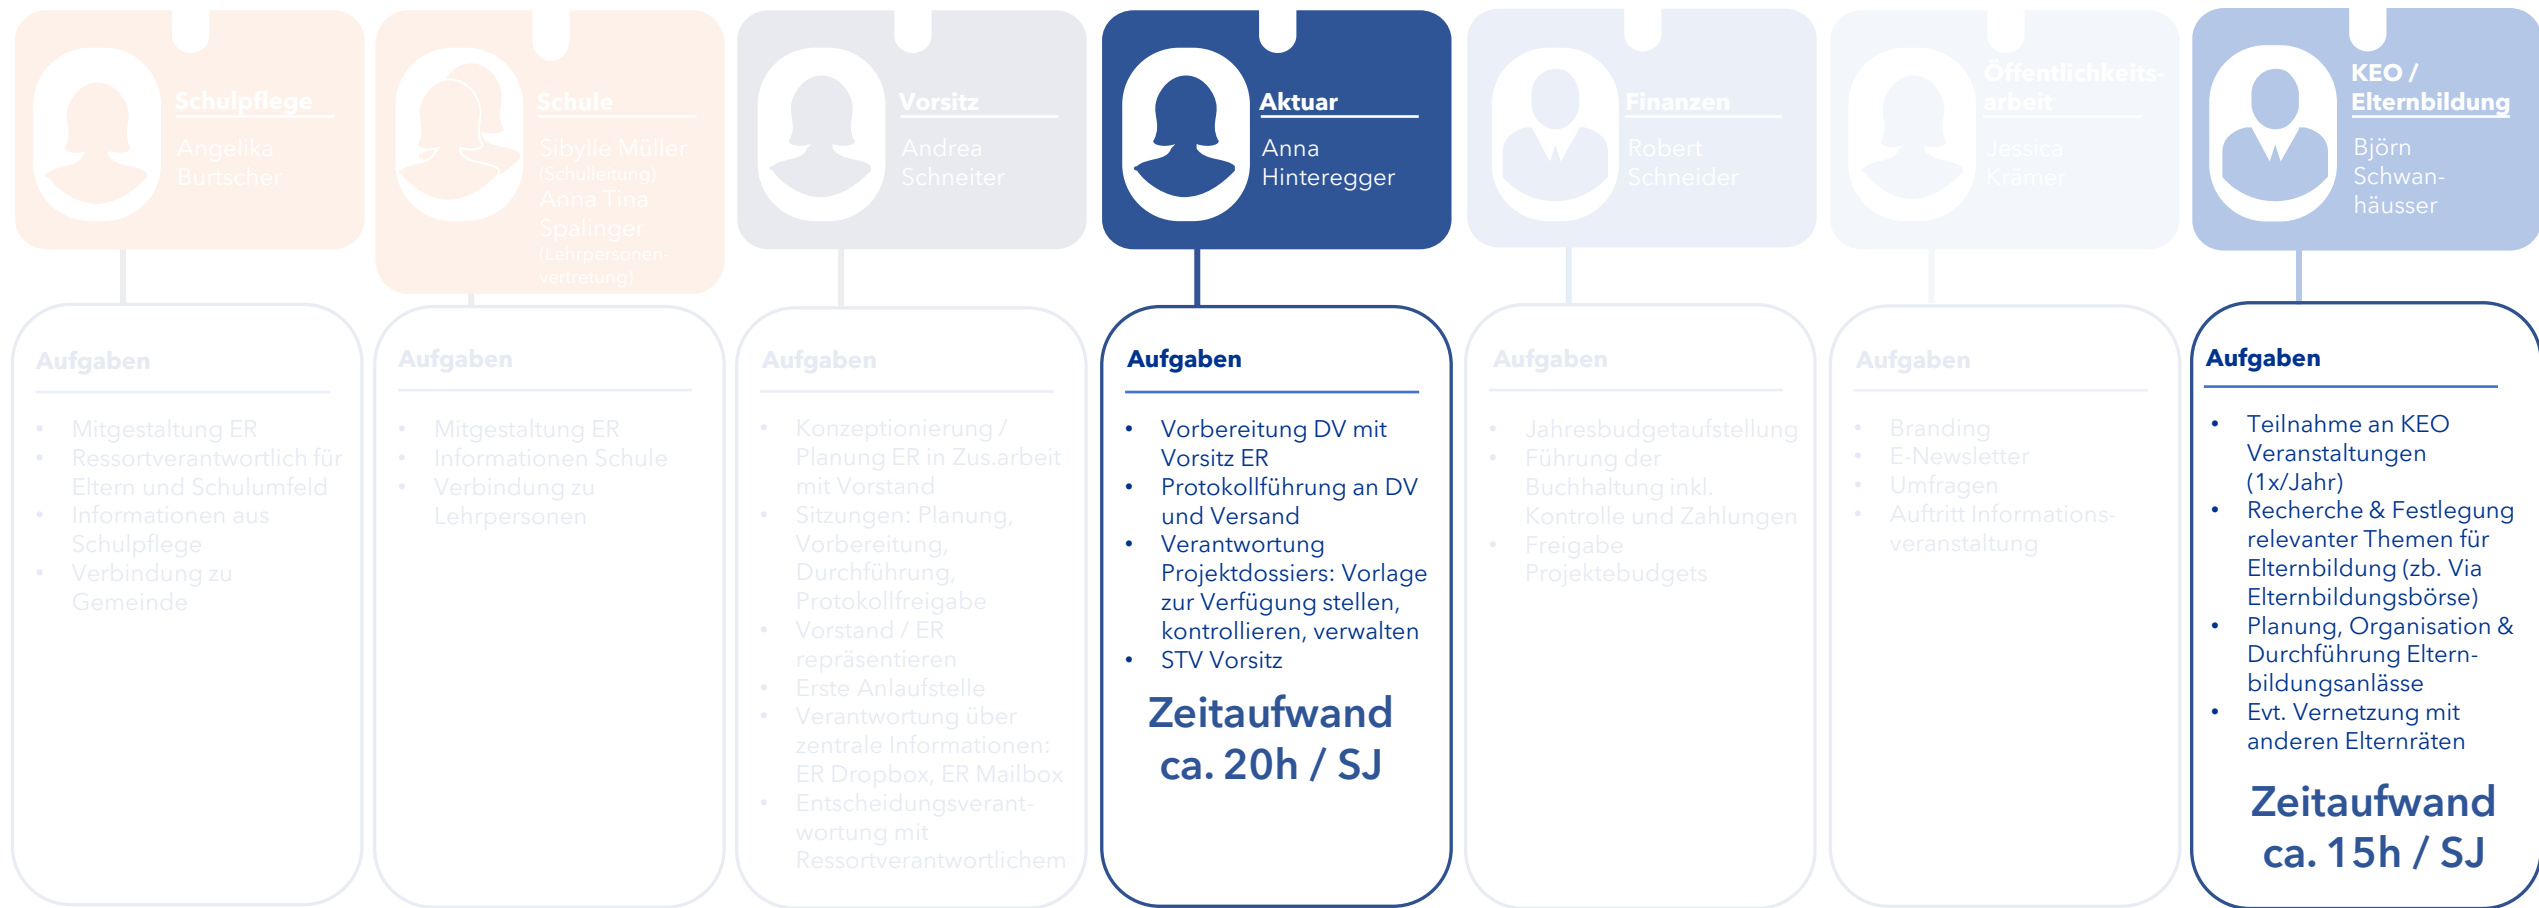 Schulpflege
Angelika
Burtscher
Aufgaben
• Mitgestaltung ER
• Ressortverantwortlich für
Eltern und Schulumfeld
• Informationen aus
Schulpflege
• Verbindung zu
Gemeinde
Schule
Sibylle Müller
(Schulleitung)
Anna Tina
Spalinger
(Lehrpersonen-
vertretung)
Aufgaben
• Mitgestaltung ER
• Informationen Schule
• Verbindung zu
Lehrpersonen
Vorsitz
Andrea
Schneiter
Aufgaben
• Konzeptionierung /
Planung ER in Zus.arbeit
mit Vorstand
• Sitzungen: Planung,
Vorbereitung,
Durchführung,
Protokollfreigabe
• Vorstand / ER
repräsentieren
• Erste Anlaufstelle
• Verantwortung über
zentrale Informationen:
ER Dropbox, ER Mailbox
• Entscheidungsverant-
wortung mit
Ressortverantwortlichem
Aktuar
Anna
Hinteregger
Aufgaben
• Vorbereitung DV mit
Vorsitz ER
• Protokollführung an DV
und Versand
• Verantwortung
Projektdossiers: Vorlage
zur Verfügung stellen,
kontrollieren, verwalten
• STV Vorsitz
Zeitaufwand
ca. 20h / SJ
Finanzen
Robert
Schneider
Aufgaben
• Jahresbudgetaufstellung
• Führung der
Buchhaltung inkl.
Kontrolle und Zahlungen
• Freigabe
Projektebudgets
Öffentlichkeits-
arbeit
Jessica
Krämer
Aufgaben
• Branding
• E-Newsletter
• Umfragen
• Auftritt Informations-
veranstaltung
KEO /
Elternbildung
Björn
Schwan-
häusser
Aufgaben
• Teilnahme an KEO
Veranstaltungen
(1x/Jahr)
• Recherche & Festlegung
relevanter Themen für
Elternbildung (zb. Via
Elternbildungsbörse)
• Planung, Organisation &
Durchführung Eltern-
bildungsanlässe
• Evt. Vernetzung mit
anderen Elternräten
Zeitaufwand
ca. 15h / SJ